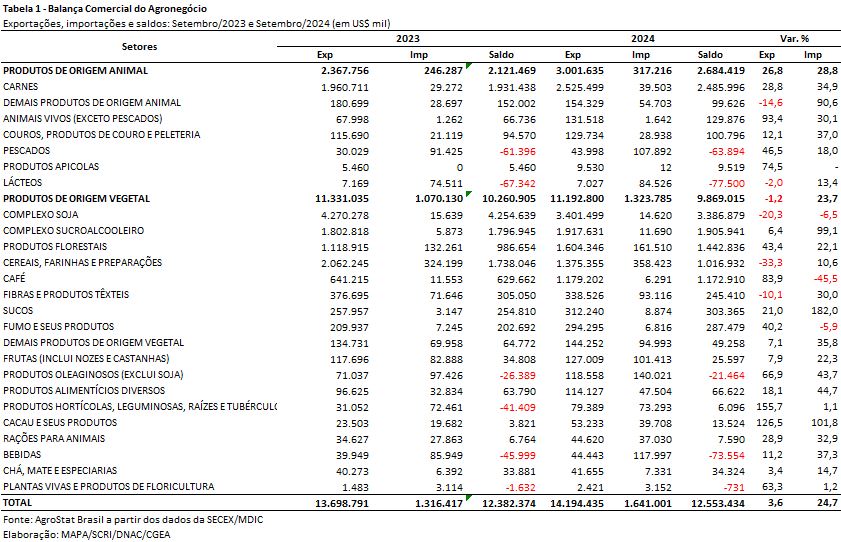 Tabela 1 - Balança Comercial do Agronegócio
Exportações, importações e saldos: Setembro/2023 e Setembro/2024 (em US$ mil)
Setores 2023 2024 Var. %
Exp Imp Saldo Exp Imp Saldo Exp Imp
PRODUTOS DE ORIGEM ANIMAL 2.367.756 246.287 2.121.469 3.001.635 317.216 2.684.419 26,8 28,8
CARNES 1.960.711 29.272 1.931.438 2.525.499 39.503 2.485.996 28,8 34,9
DEMAIS PRODUTOS DE ORIGEM ANIMAL 180.699 28.697 152.002 154.329 54.703 99.626 -14,6 90,6
ANIMAIS VIVOS (EXCETO PESCADOS) 67.998 1.262 66.736 131.518 1.642 129.876 93,4 30,1
COUROS, PRODUTOS DE COURO E PELETERIA 115.690 21.119 94.570 129.734 28.938 100.796 12,1 37,0
PESCADOS 30.029 91.425 -61.396 43.998 107.892 -63.894 46,5 18,0
PRODUTOS APICOLAS 5.460 0 5.460 9.530 12 9.519 74,5 -
LÁCTEOS 7.169 74.511 -67.342 7.027 84.526 -77.500 -2,0 13,4
PRODUTOS DE ORIGEM VEGETAL 11.331.035 1.070.130 10.260.905 11.192.800 1.323.785 9.869.015 -1,2 23,7
COMPLEXO SOJA 4.270.278 15.639 4.254.639 3.401.499 14.620 3.386.879 -20,3 -6,5
COMPLEXO SUCROALCOOLEIRO 1.802.818 5.873 1.796.945 1.917.631 11.690 1.905.941 6,4 99,1
PRODUTOS FLORESTAIS 1.118.915 132.261 986.654 1.604.346 161.510 1.442.836 43,4 22,1
CEREAIS, FARINHAS E PREPARAÇÕES 2.062.245 324.199 1.738.046 1.375.355 358.423 1.016.932 -33,3 10,6
CAFÉ 641.215 11.553 629.662 1.179.202 6.291 1.172.910 83,9 -45,5
FIBRAS E PRODUTOS TÊXTEIS 376.695 71.646 305.050 338.526 93.116 245.410 -10,1 30,0
SUCOS 257.957 3.147 254.810 312.240 8.874 303.365 21,0 182,0
FUMO E SEUS PRODUTOS 209.937 7.245 202.692 294.295 6.816 287.479 40,2 -5,9
DEMAIS PRODUTOS DE ORIGEM VEGETAL 134.731 69.958 64.772 144.252 94.993 49.258 7,1 35,8
FRUTAS (INCLUI NOZES E CASTANHAS) 117.696 82.888 34.808 127.009 101.413 25.597 7,9 22,3
PRODUTOS OLEAGINOSOS (EXCLUI SOJA) 71.037 97.426 -26.389 118.558 140.021 -21.464 66,9 43,7
PRODUTOS ALIMENTÍCIOS DIVERSOS 96.625 32.834 63.790 114.127 47.504 66.622 18,1 44,7
PRODUTOS HORTÍCOLAS, LEGUMINOSAS, RAÍZES E TUBÉRCULO 31.052 72.461 -41.409 79.389 73.293 6.096 155,7 1,1
CACAU E SEUS PRODUTOS 23.503 19.682 3.821 53.233 39.708 13.524 126,5 101,8
RAÇÕES PARA ANIMAIS 34.627 27.863 6.764 44.620 37.030 7.590 28,9 32,9
BEBIDAS 39.949 85.949 -45.999 44.443 117.997 -73.554 11,2 37,3
CHÁ, MATE E ESPECIARIAS 40.273 6.392 33.881 41.655 7.331 34.324 3,4 14,7
PLANTAS VIVAS E PRODUTOS DE FLORICULTURA 1.483 3.114 -1.632 2.421 3.152 -731 63,3 1,2
TOTAL 13.698.791 1.316.417 12.382.374 14.194.435 1.641.001 12.553.434 3,6 24,7
Fonte: AgroStat Brasil a partir dos dados da SECEX/MDIC
Elaboração: MAPA/SCRI/DNAC/CGEA